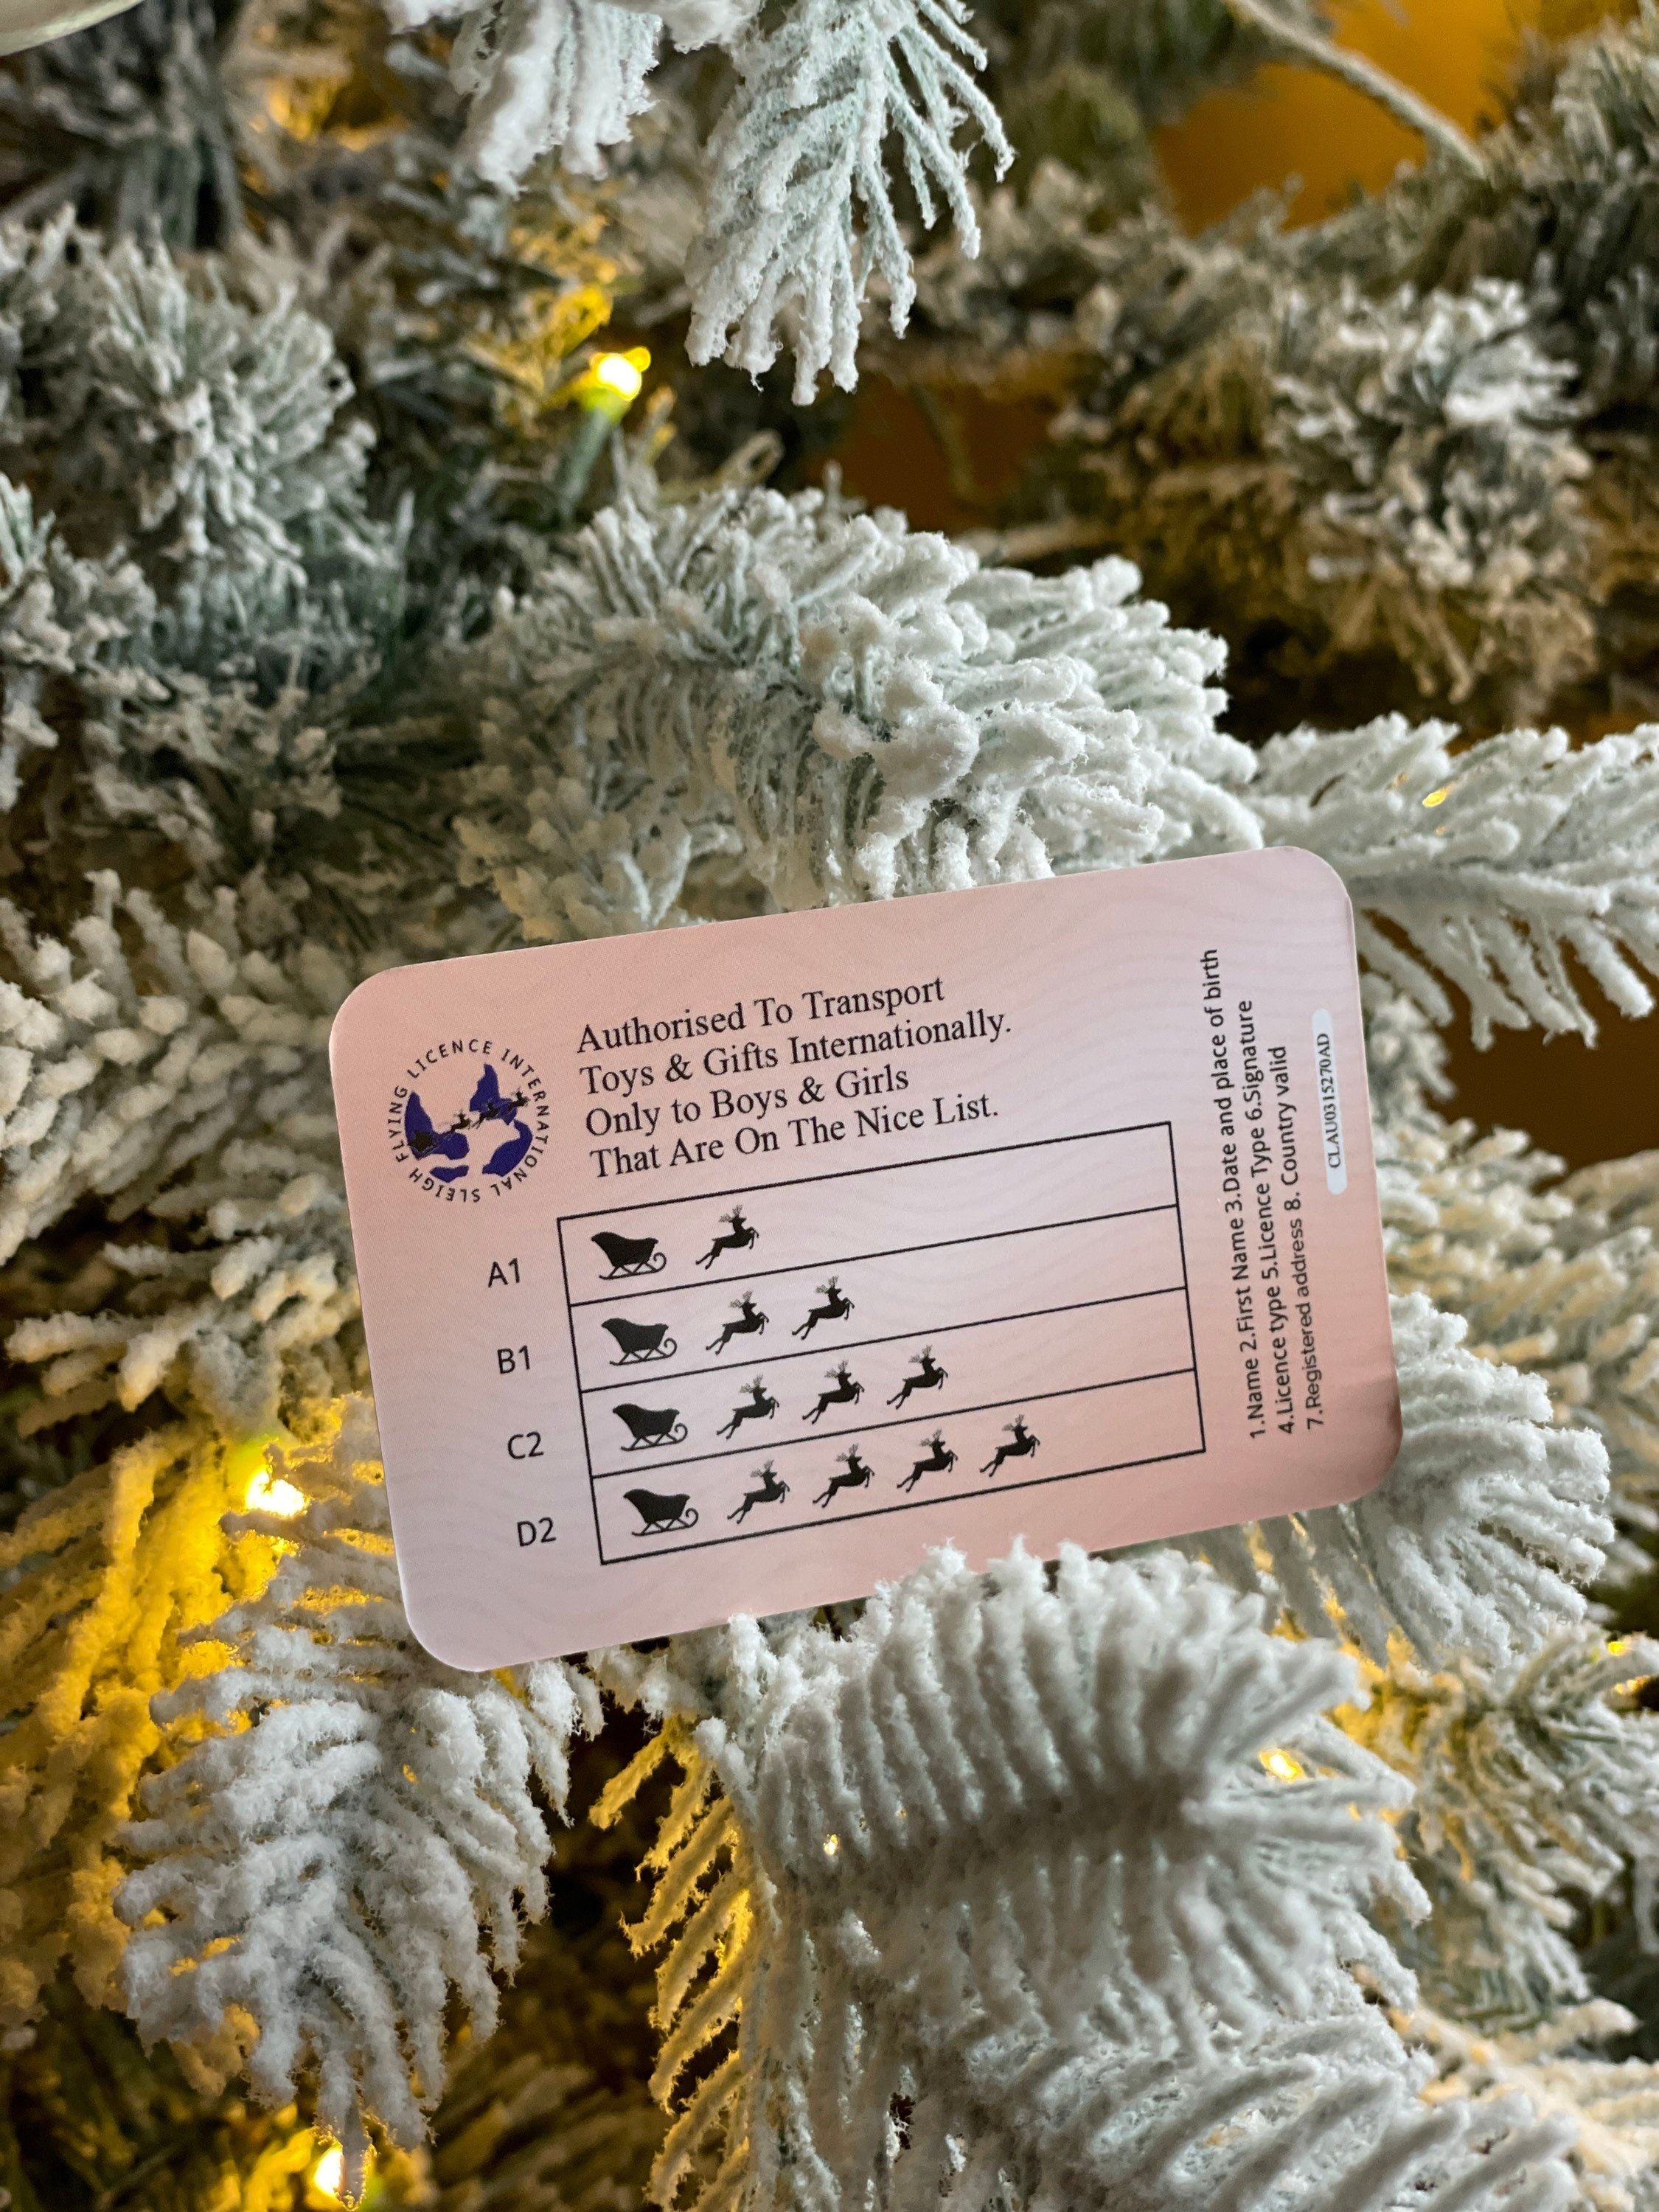 FLYING LICENCE INTERNATIONAL SLEIGH
Authorised To Transport
Toys & Gifts Internationally.
Only to Boys & Girls
That Are On The Nice List.
A1
B1
C2
D2
1.Name 2.First Name 3.Date and place of birth
4.Licence type 5.Licence Type 6.Signature
7.Registered address 8. Country valid
CLAU0315270AD